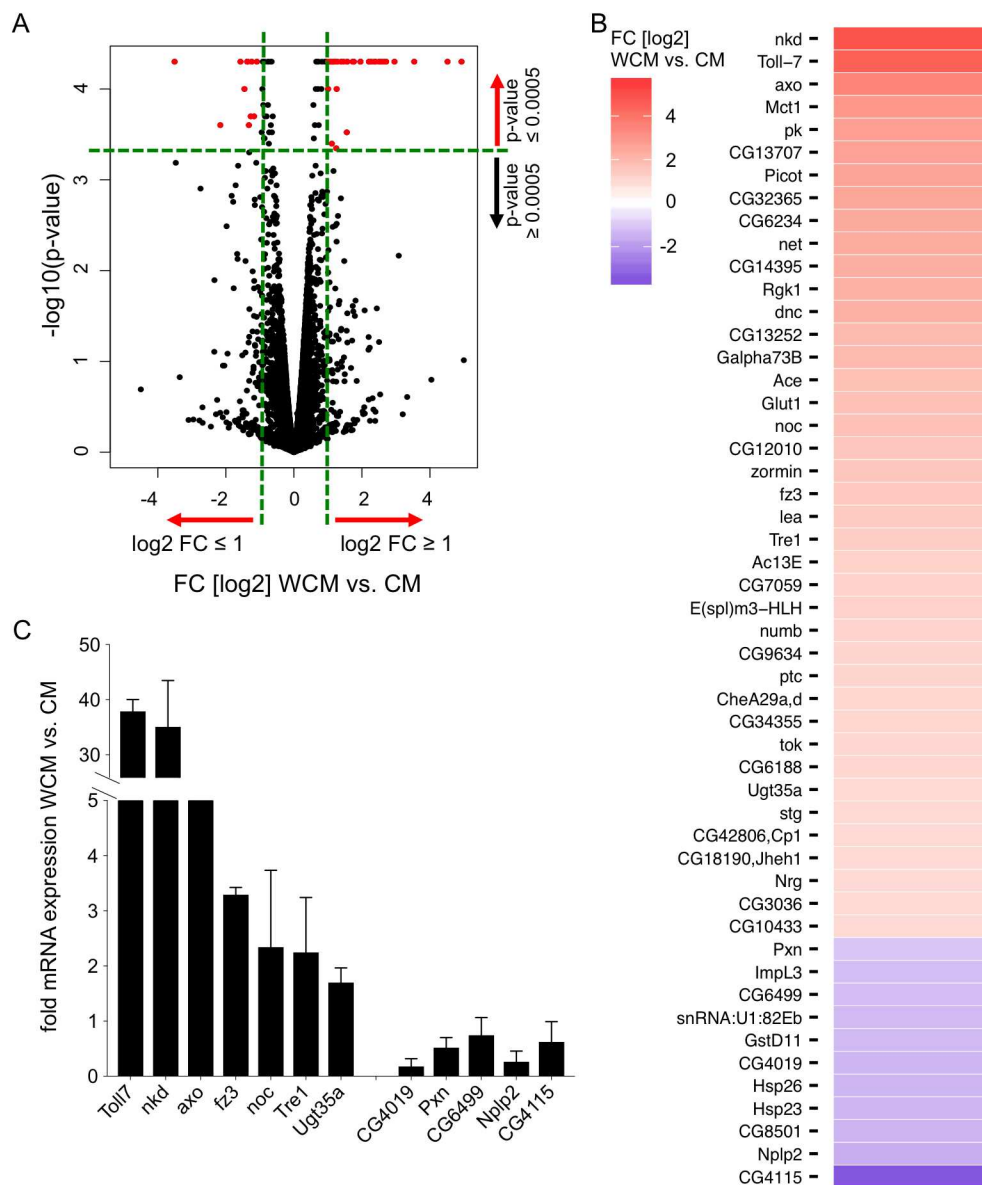 A
4
3
2
1
0
-log10(p-value)
-4
-2
0
2
4
p-value
≤ 0.0005
p-value
≥ 0.0005
log2 FC ≤ 1
log2 FC ≥ 1
FC [log2] WCM vs. CM
B
FC [log2]
WCM vs. CM
4
2
0
-2
nkd
Toll-7
axo
Mct1
pk
CG13707
Picot
CG32365
CG6234
net
CG14395
Rgk1
dnc
CG13252
Galpha73B
Ace
Glut1
noc
CG12010
zormin
fz3
lea
Tre1
Ac13E
CG7059
E(spl)m3-HLH
numb
CG9634
ptc
CheA29a,d
CG34355
tok
CG6188
Ugt35a
stg
CG42806,Cp1
CG18190,Jheh1
Nrg
CG3036
CG10433
Pxn
ImpL3
CG6499
snRNA:U1:82Eb
GstD11
CG4019
Hsp26
Hsp23
CG8501
Nplp2
CG4115
C
fold mRNA expression WCM vs. CM
50
40
30
5
4
3
2
1
0
Toll7
nkd
axo
fz3
noc
Tre1
Ugt35a
CG4019
Pxn
CG6499
Nplp2
CG4115